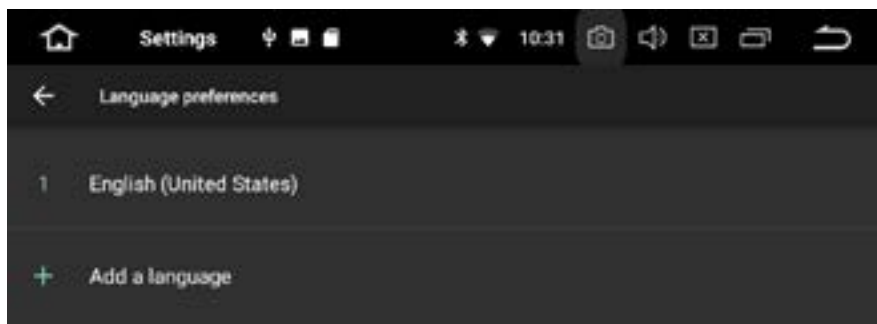 Settings 10:31
Language preferences
1 English (United States)
+ Add a language